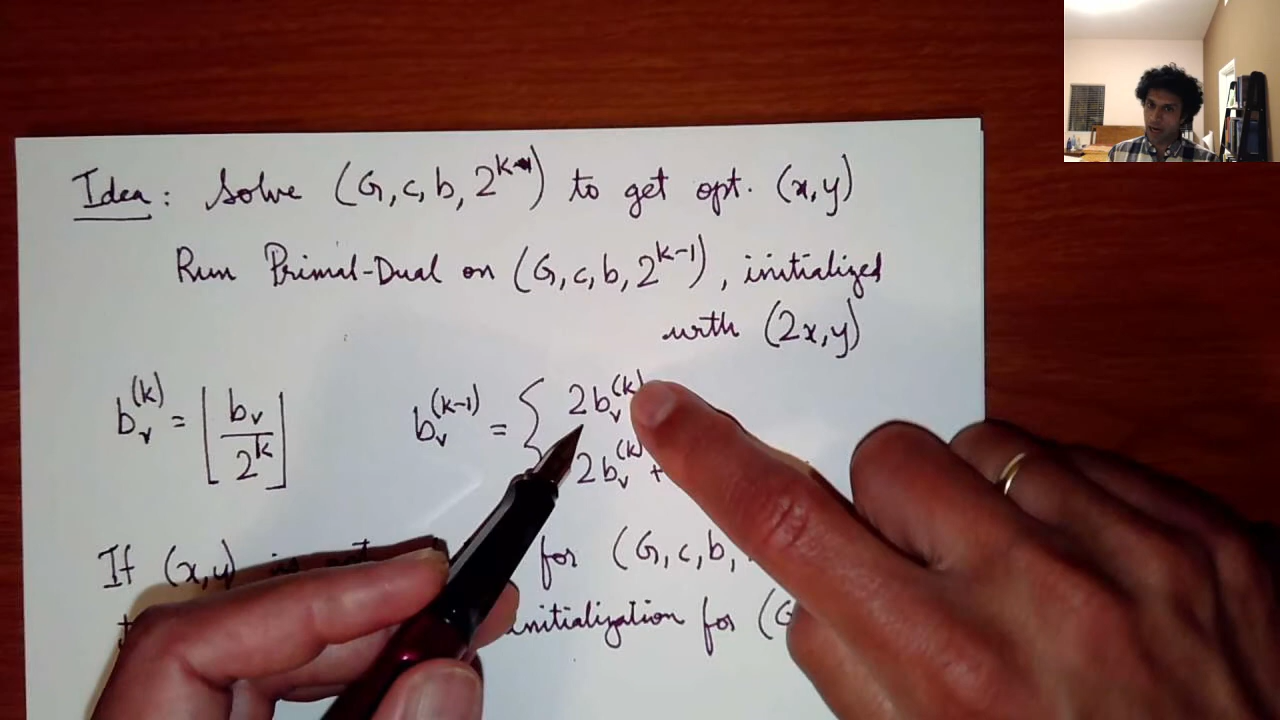 Idea: Solve (G, c, b, 2^k) to get opt. (x, y)
Run Primal-Dual on (G, c, b, 2^{k-1}), initialized
with (2x, y)
b_v^{(k)} = ⌊b_v / 2^k⌋ b_v^{(k-1)} = { 2b_v^{(k)}
2b_v^{(k)} +
If (x, y) is for (G, c, b,
initialization for (G